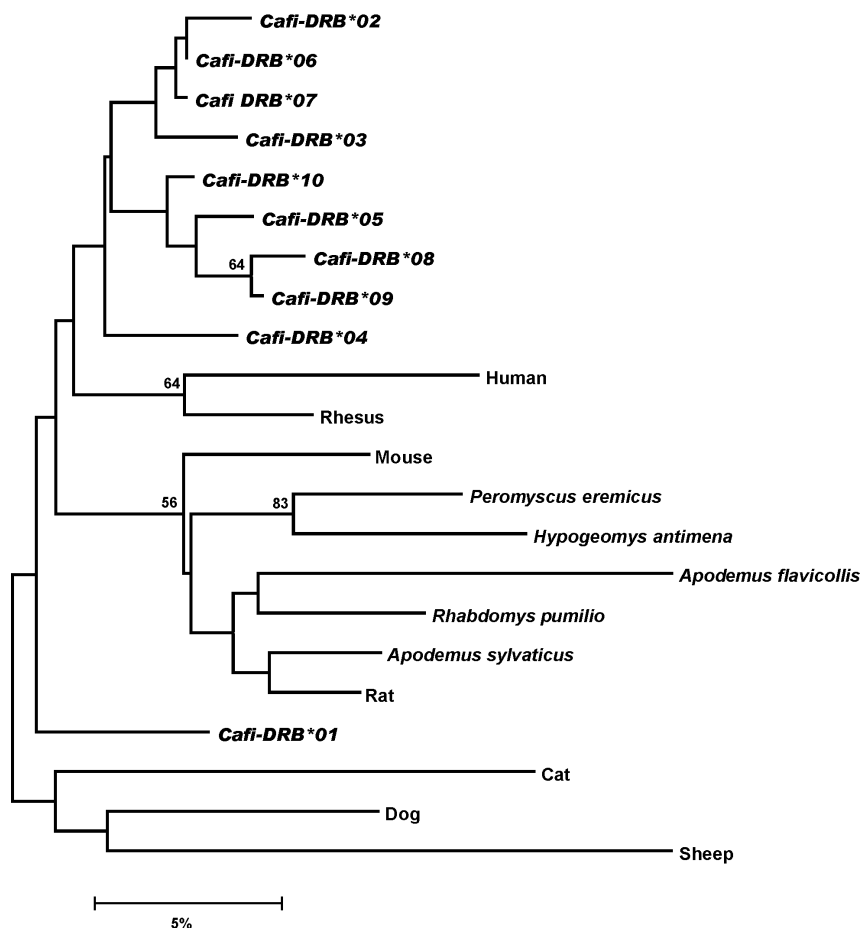 Cafi-DRB*02
Cafi-DRB*06
Cafi DRB*07
Cafi-DRB*03
Cafi-DRB*10
Cafi-DRB*05
64
Cafi-DRB*08
Cafi-DRB*09
Cafi-DRB*04
64
Human
Rhesus
Mouse
56
83
Peromyscus eremicus
Hypogeomys antimena
Apodemus flavicollis
Rhabdomys pumilio
Apodemus sylvaticus
Rat
Cafi-DRB*01
Cat
Dog
Sheep
5%